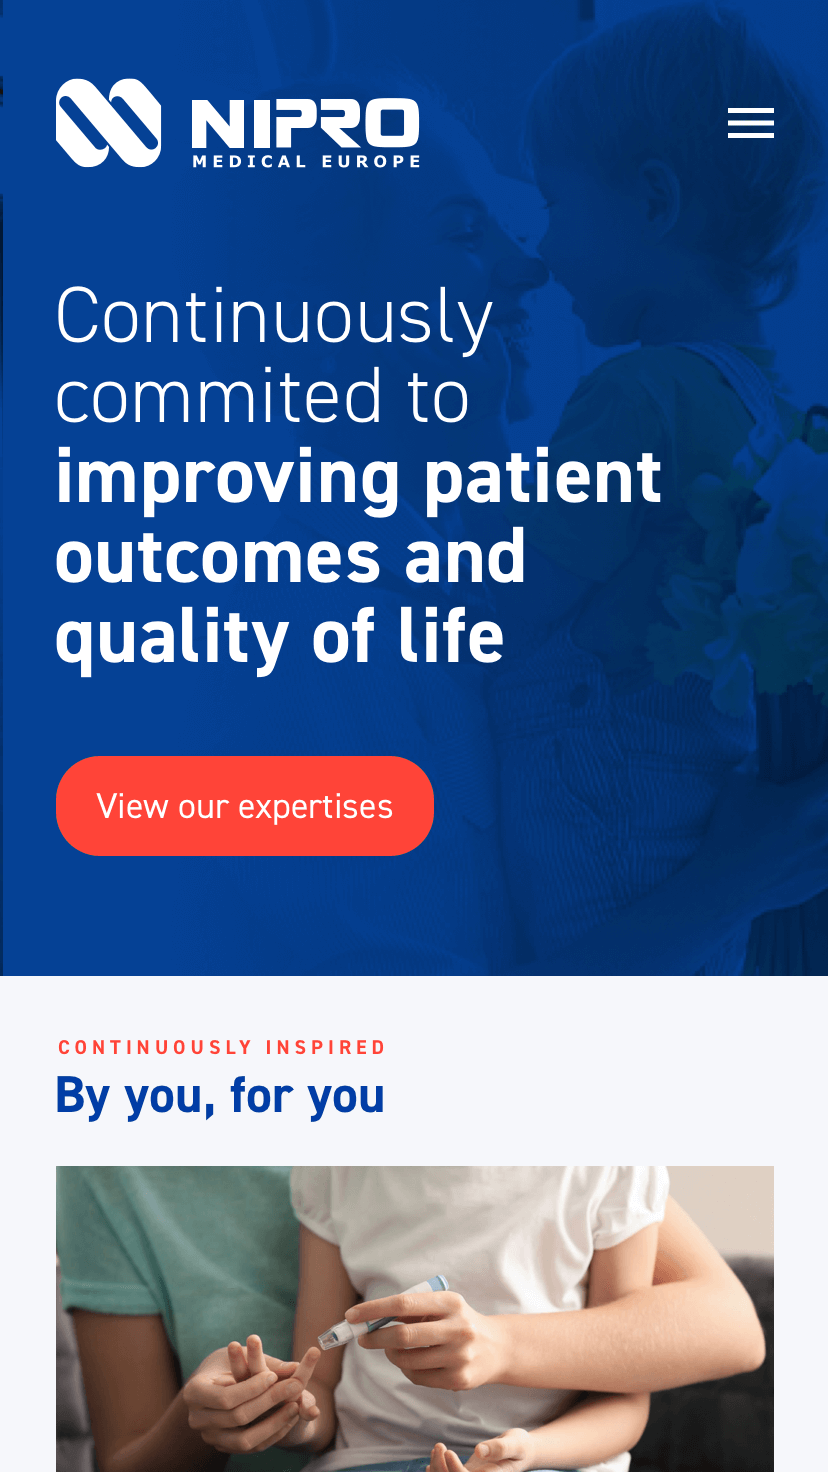 NIPRO
MEDICAL EUROPE
Continuously
commited to
improving patient
outcomes and
quality of life
View our expertises
CONTINUOUSLY INSPIRED
By you, for you